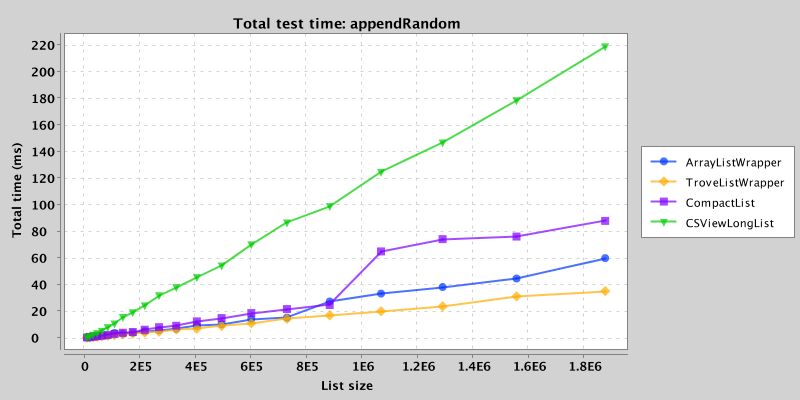 Total test time: appendRandom
Total time (ms)
220
200
180
160
140
120
100
80
60
40
20
0
0 2E5 4E5 6E5 8E5 1E6 1.2E6 1.4E6 1.6E6 1.8E6
List size
ArrayListWrapper
TroveListWrapper
CompactList
CSViewLongList